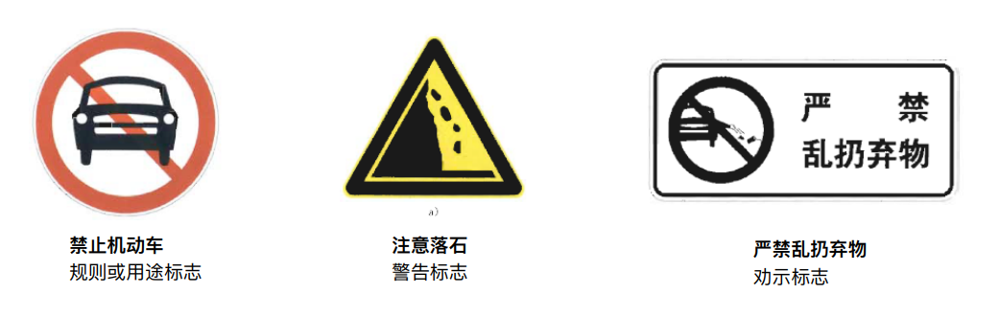 严 禁
乱扔弃物
a）
禁止机动车
规则或用途标志
注意落石
警告标志
严禁乱扔弃物
劝示标志